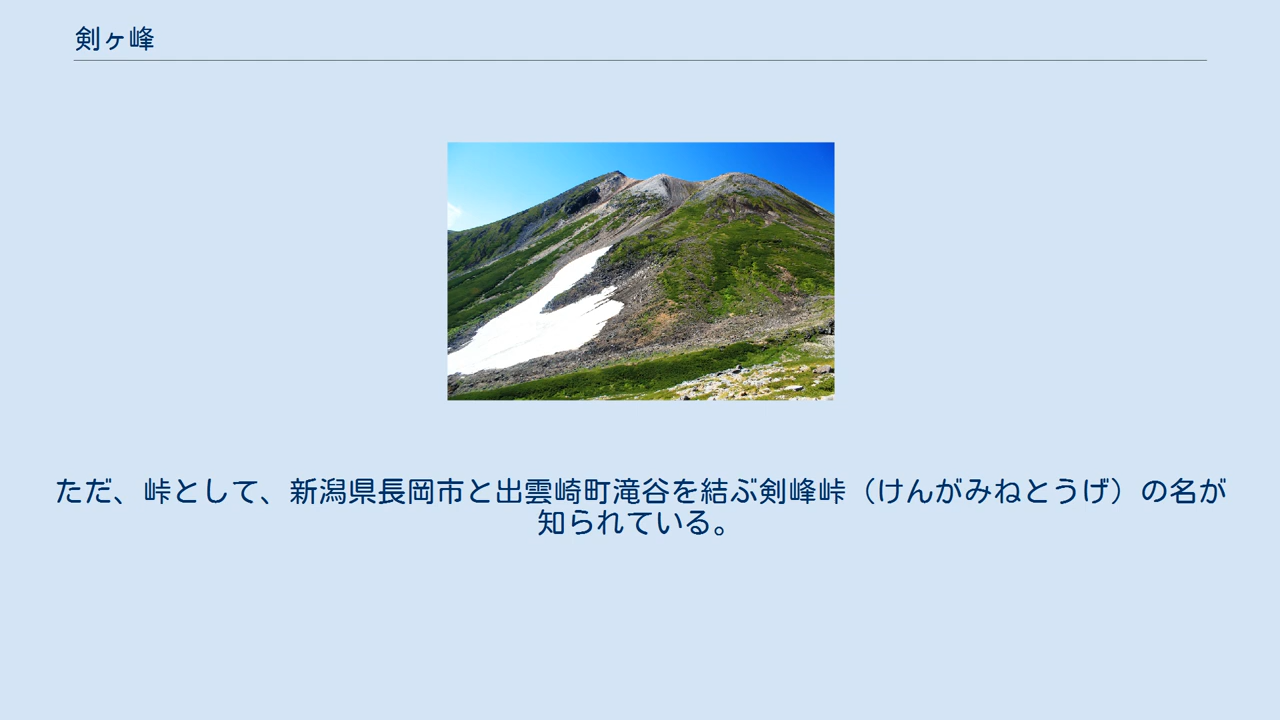 剣ヶ峰
ただ、峠として、新潟県長岡市と出雲崎町滝谷を結ぶ剣峰峠（けんがみねとうげ）の名が
知られている。